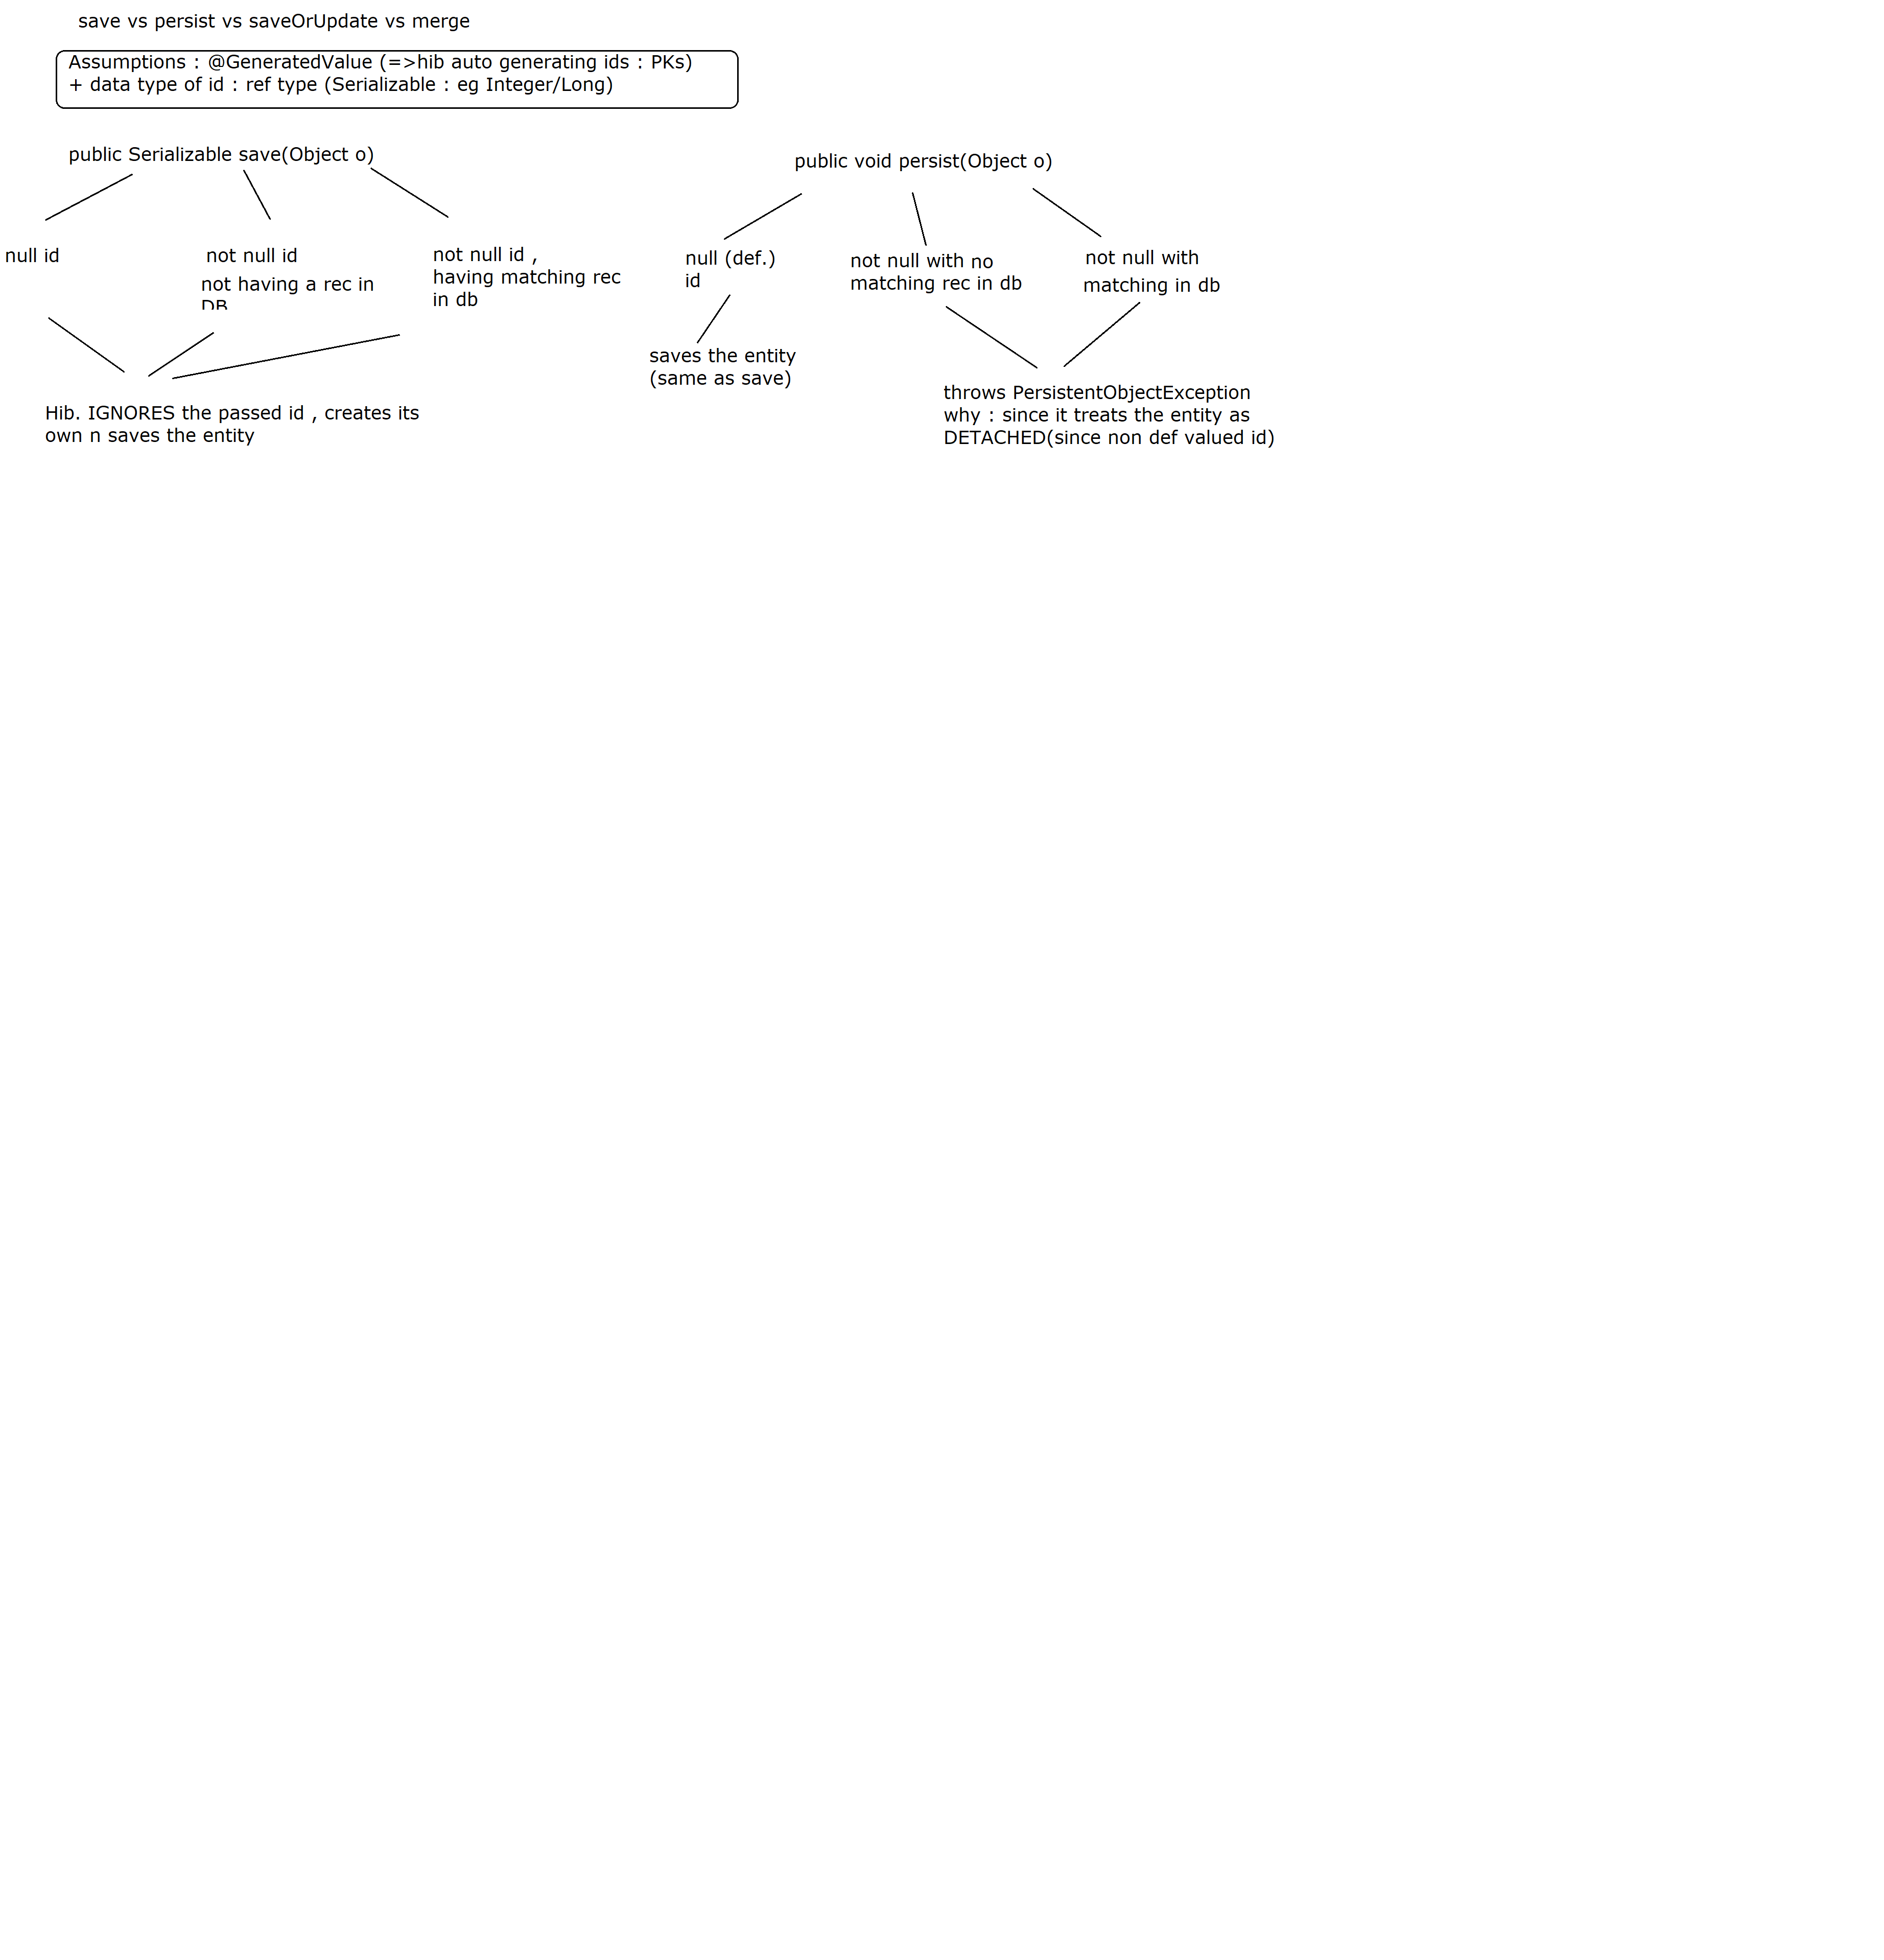 save vs persist vs saveOrUpdate vs merge
Assumptions : @GeneratedValue (=>hib auto generating ids : PKs)
+ data type of id : ref type (Serializable : eg Integer/Long)
public Serializable save(Object o)
null id
not null id
not having a rec in
DB
not null id ,
having matching rec
in db
Hib. IGNORES the passed id , creates its
own n saves the entity
public void persist(Object o)
null (def.)
id
not null with no
matching rec in db
not null with
matching in db
saves the entity
(same as save)
throws PersistentObjectException
why : since it treats the entity as
DETACHED(since non def valued id)